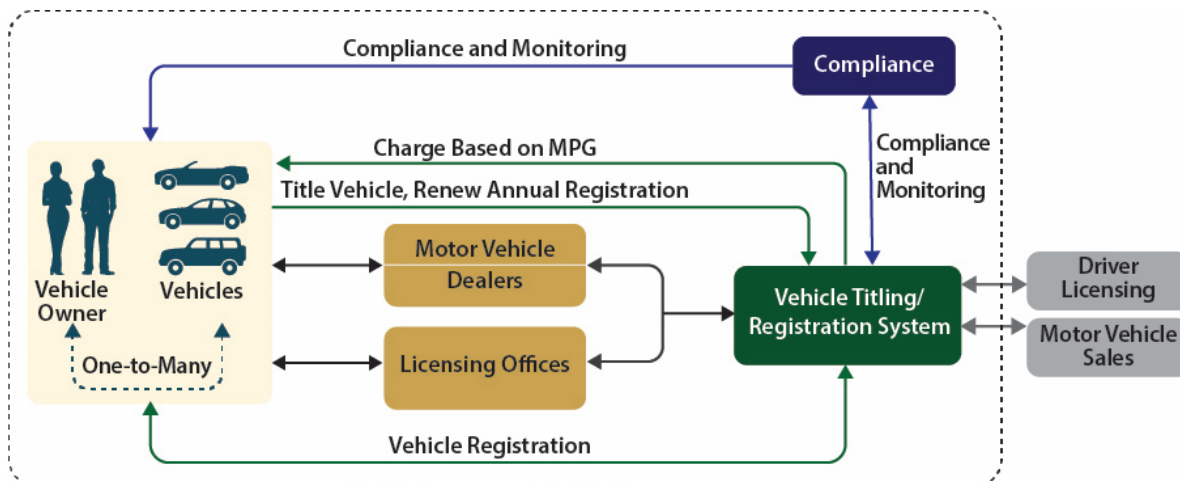 Compliance and Monitoring
Compliance
Charge Based on MPG
Compliance
and
Monitoring
Title Vehicle, Renew Annual Registration
Motor Vehicle
Dealers
Vehicle
Owner
Vehicles
Vehicle Titling/
Registration System
Driver
Licensing
Motor Vehicle
Sales
One-to-Many
Licensing Offices
Vehicle Registration